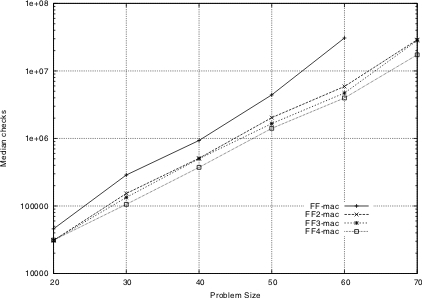 1e+08
1e+07
1e+06
100000
10000
Median checks
FF-mac
FF2-mac
FF3-mac
FF4-mac
20 30 40 50 60 70
Problem Size